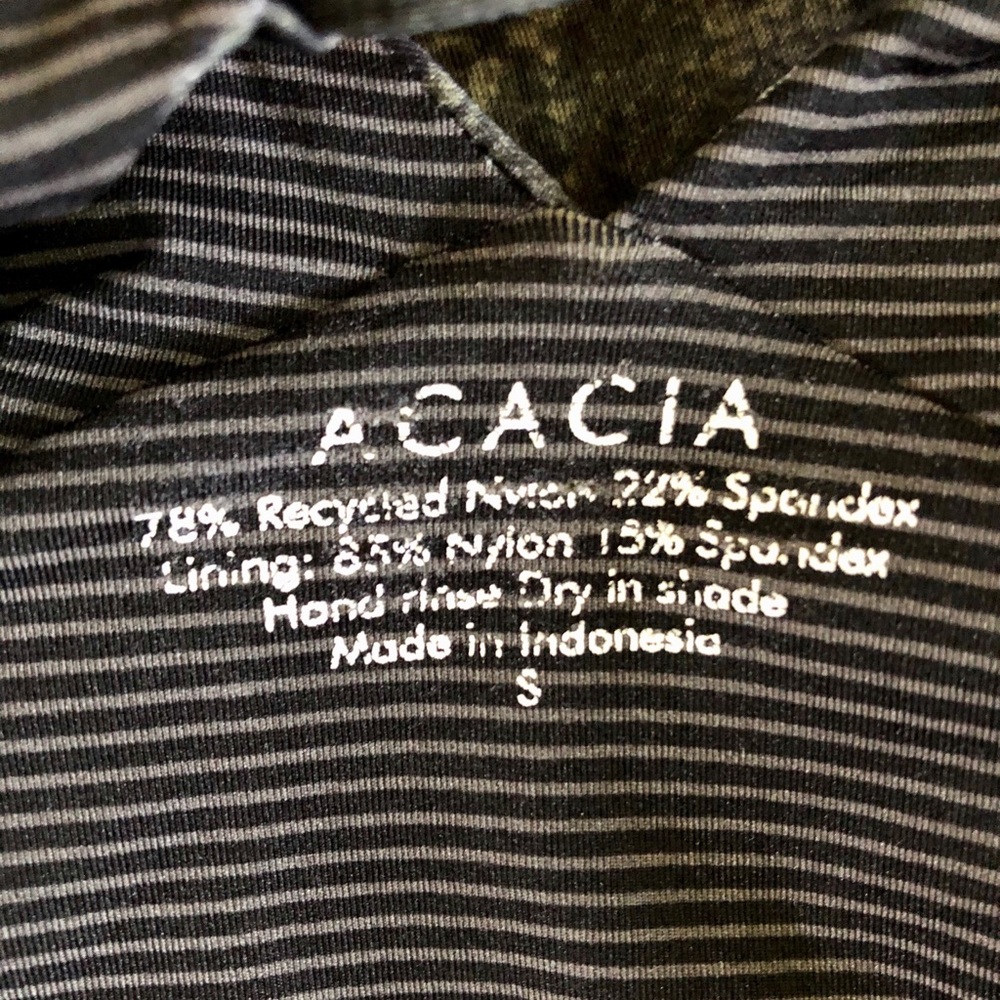 ACACIA
78% Recycled Nylon 22% Spandex
Lining: 85% Nylon 15% Spandex
Hand rinse Dry in shade
Made in Indonesia
S